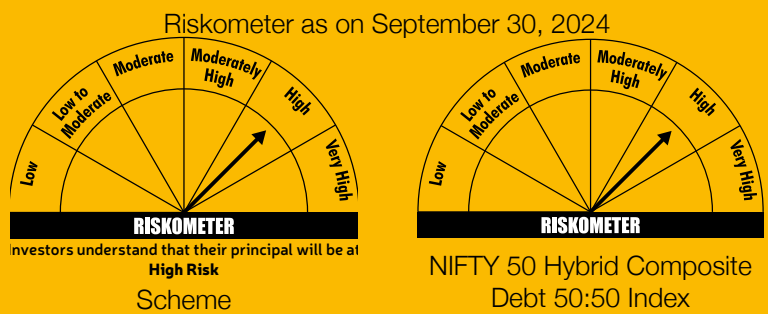 Riskometer as on September 30, 2024
Low
Low to
Moderate
Moderate
Moderately
High
High
Very High
RISKOMETER
Investors understand that their principal will be at
High Risk
Scheme
Low
Low to
Moderate
Moderate
Moderately
High
High
Very High
RISKOMETER
NIFTY 50 Hybrid Composite
Debt 50:50 Index